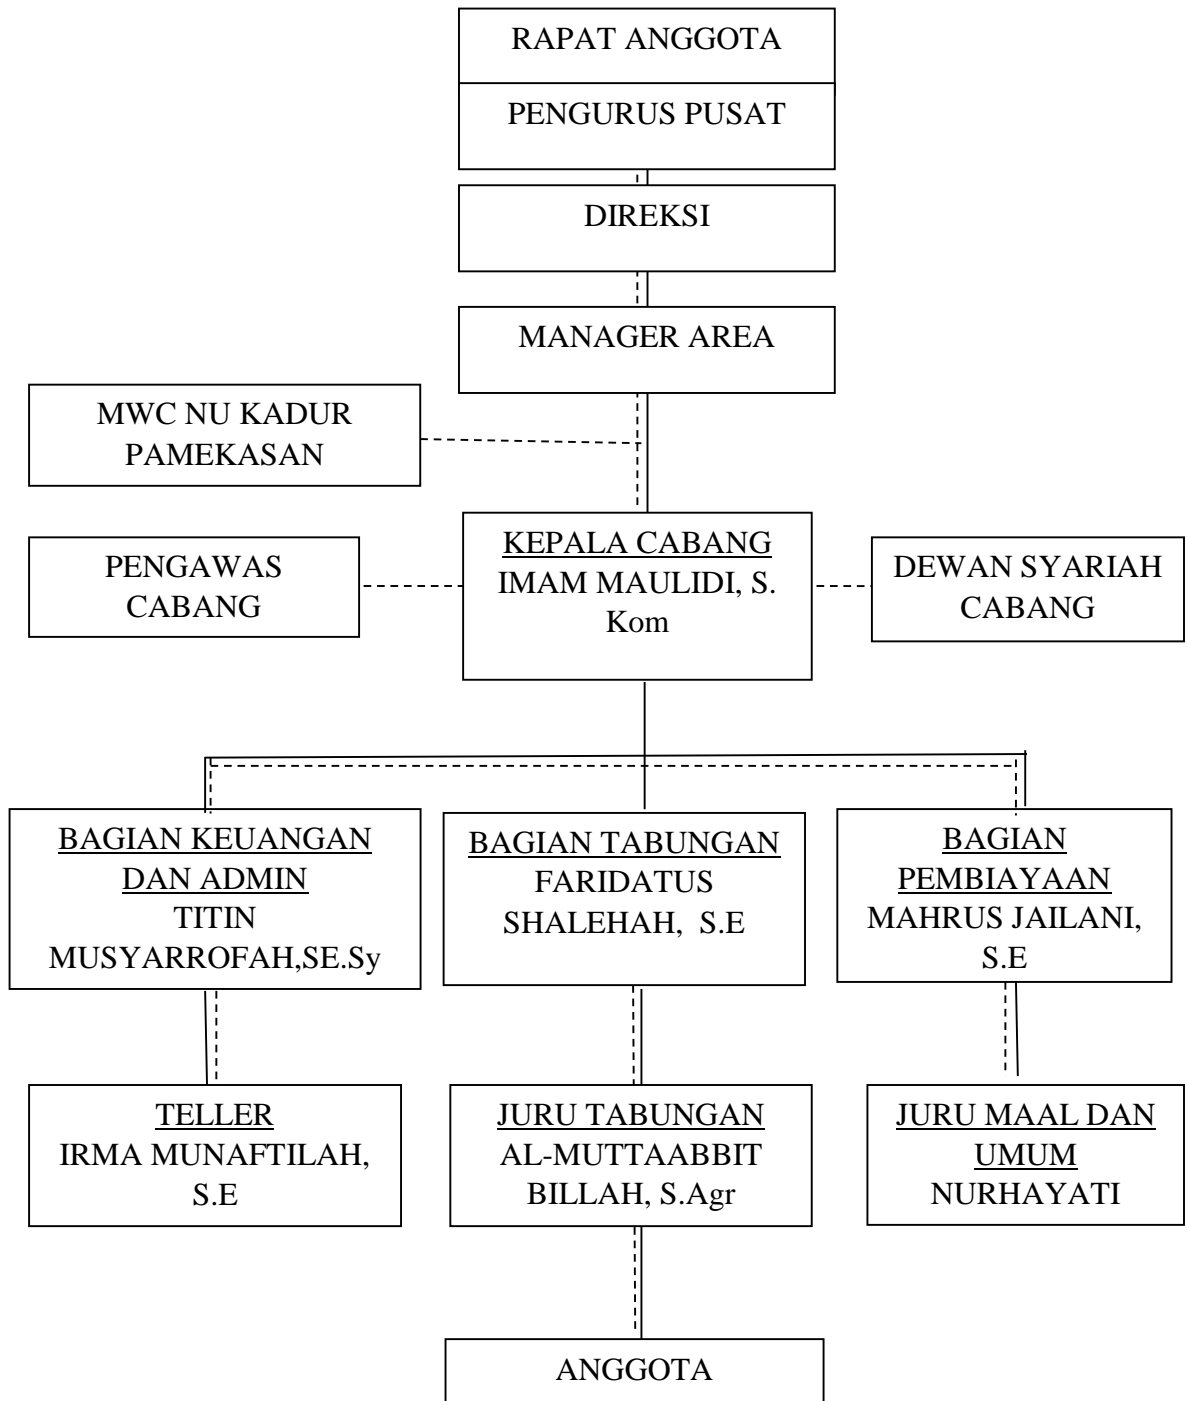 RAPAT ANGGOTA
PENGURUS PUSAT
DIREKSI
MANAGER AREA
MWC NU KADUR
PAMEKASAN
KEPALA CABANG
IMAM MAULIDI, S.
Kom
PENGAWAS
CABANG
DEWAN SYARIAH
CABANG
BAGIAN KEUANGAN
DAN ADMIN
TITIN
MUSYARROFAH,SE.Sy
BAGIAN TABUNGAN
FARIDATUS
SHALEHAH, S.E
BAGIAN
PEMBIAYAAN
MAHRUS JAILANI,
S.E
TELLER
IRMA MUNAFTILAH,
S.E
JURU TABUNGAN
AL-MUTTAABBIT
BILLAH, S.Agr
JURU MAAL DAN
UMUM
NURHAYATI
ANGGOTA